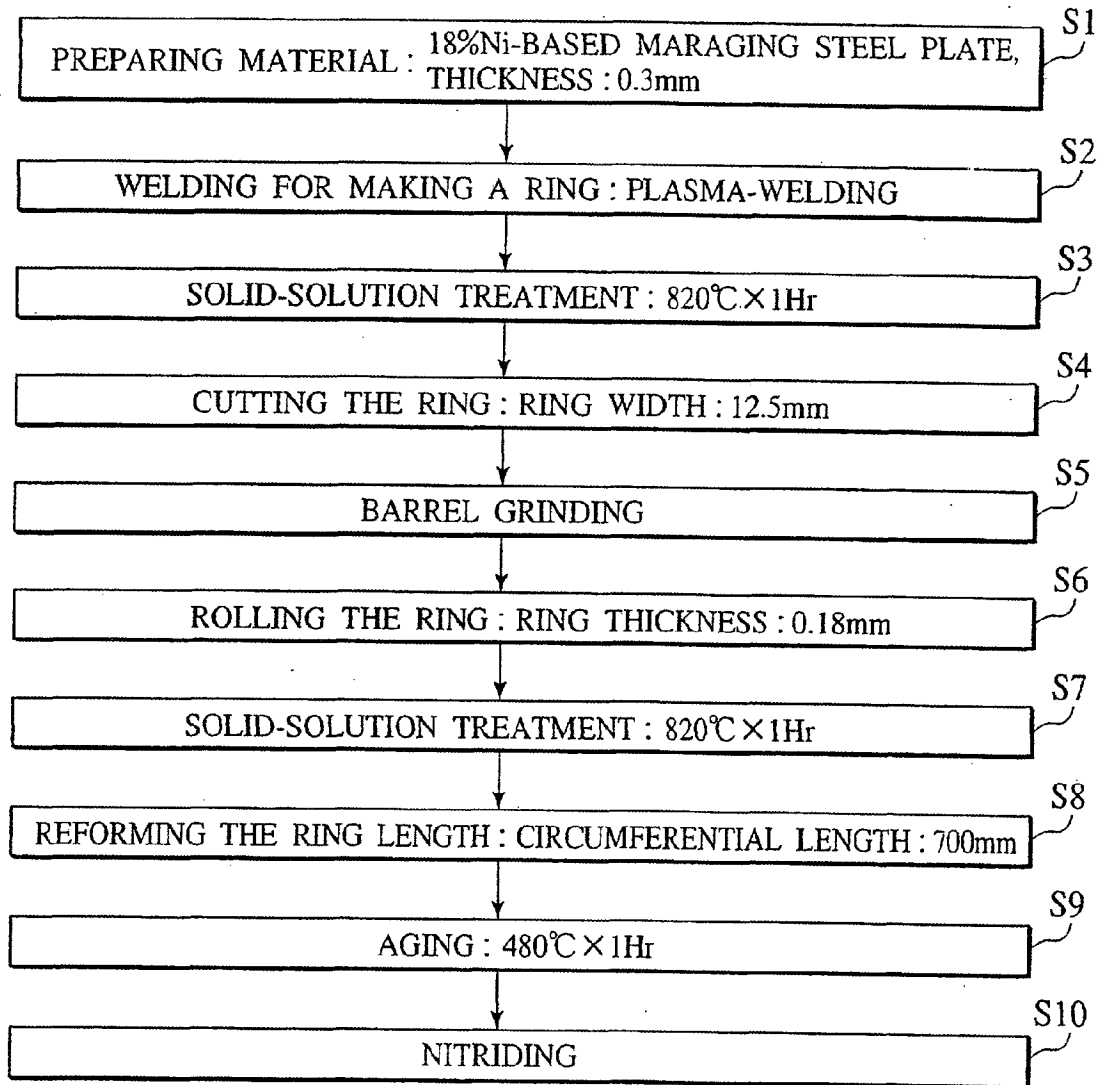 S1
PREPARING MATERIAL : 18%Ni-BASED MARAGING STEEL PLATE,
THICKNESS : 0.3mm
S2
WELDING FOR MAKING A RING : PLASMA-WELDING
S3
SOLID-SOLUTION TREATMENT : 820℃×1Hr
S4
CUTTING THE RING : RING WIDTH : 12.5mm
S5
BARREL GRINDING
S6
ROLLING THE RING : RING THICKNESS : 0.18mm
S7
SOLID-SOLUTION TREATMENT : 820℃×1Hr
S8
REFORMING THE RING LENGTH : CIRCUMFERENTIAL LENGTH : 700mm
S9
AGING : 480℃×1Hr
S10
NITRIDING